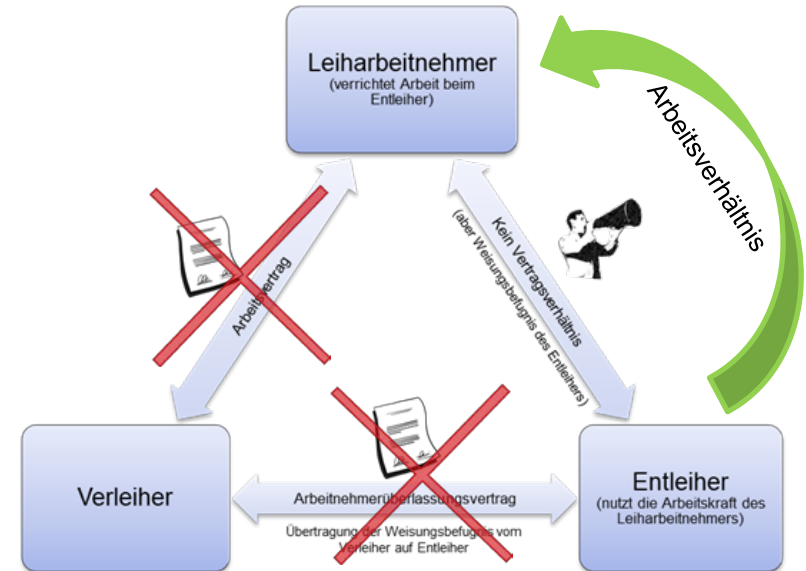 Leiharbeitnehmer
(verrichtet Arbeit beim
Entleiher)
Arbeitsverhältnis
Arbeitsvertrag
Kein Vertragsverhältnis
(aber Weisungsbefugnis des Entleihers)
Verleiher
Arbeitnehmerüberlassungsvertrag
Übertragung der Weisungsbefugnis vom
Verleiher auf Entleiher
Entleiher
(nutzt die Arbeitskraft des
Leiharbeitnehmers)